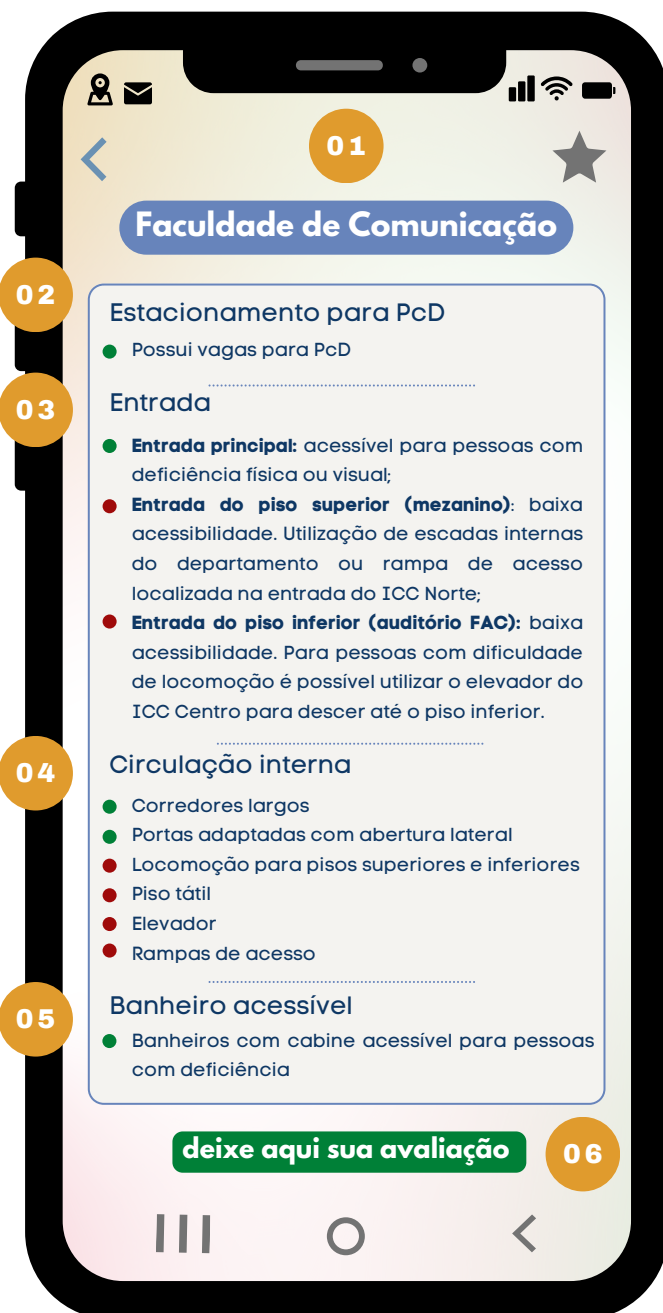 01
Faculdade de Comunicação
02
Estacionamento para PcD
Possui vagas para PcD
03
Entrada
Entrada principal: acessível para pessoas com
deficiência física ou visual;
Entrada do piso superior (mezanino): baixa
acessibilidade. Utilização de escadas internas
do departamento ou rampa de acesso
localizada na entrada do ICC Norte;
Entrada do piso inferior (auditório FAC): baixa
acessibilidade. Para pessoas com dificuldade
de locomoção é possível utilizar o elevador do
ICC Centro para descer até o piso inferior.
04
Circulação interna
Corredores largos
Portas adaptadas com abertura lateral
Locomoção para pisos superiores e inferiores
Piso tátil
Elevador
Rampas de acesso
05
Banheiro acessível
Banheiros com cabine acessível para pessoas
com deficiência
deixe aqui sua avaliação
06